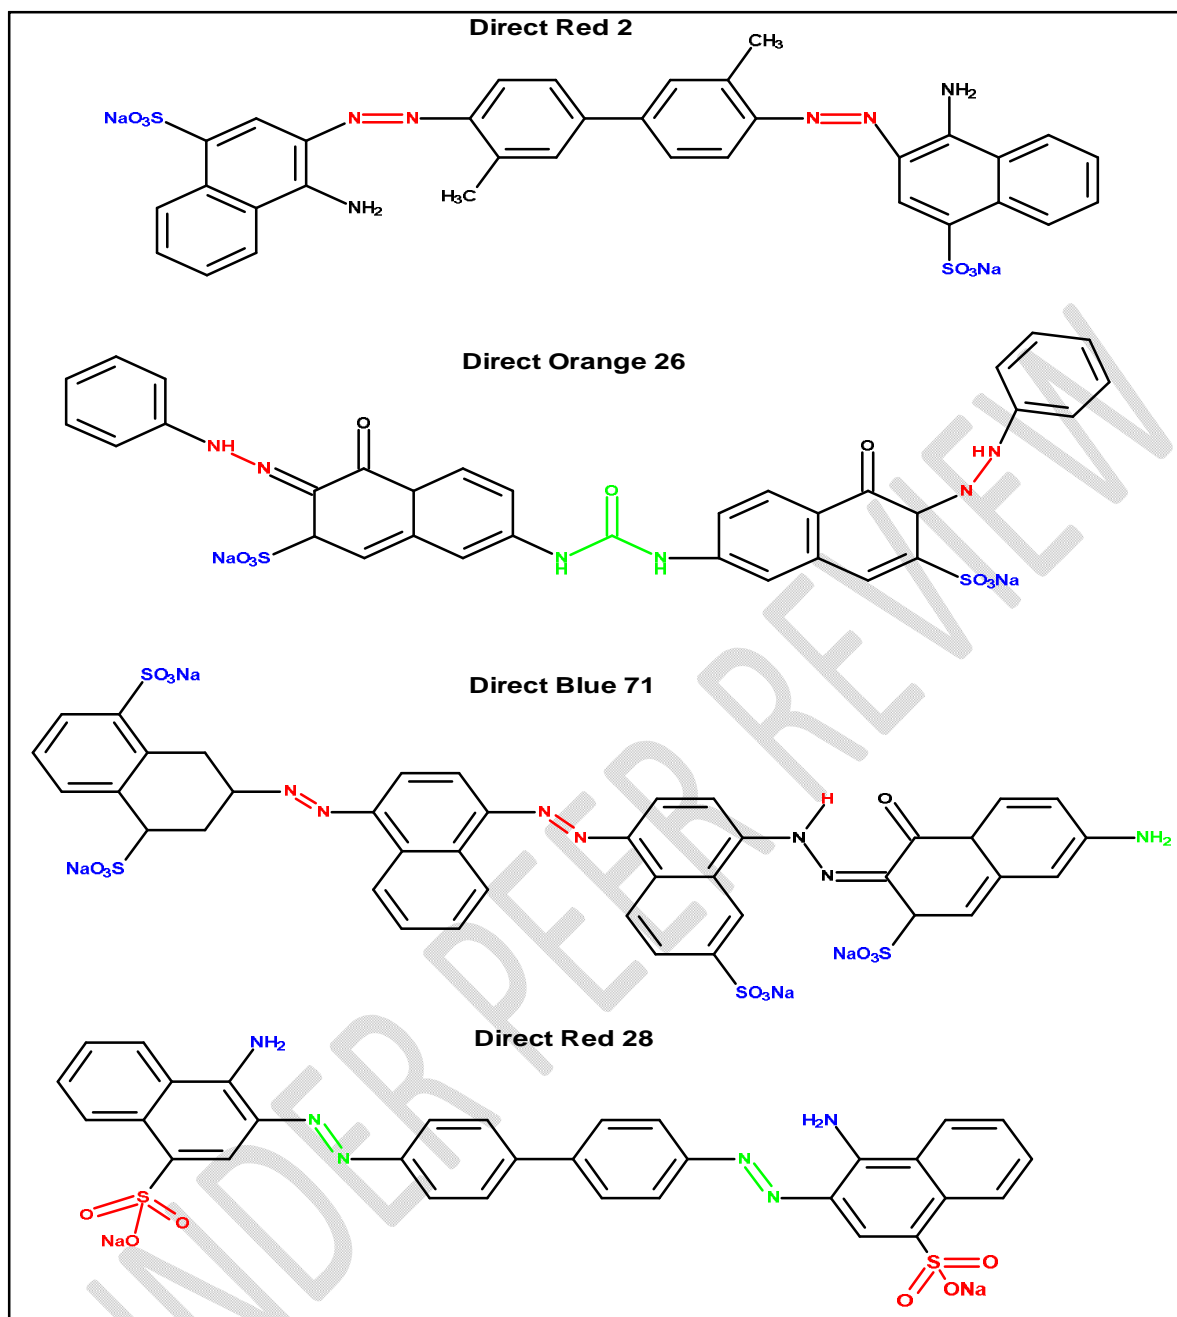 Direct Red 2
CH₃
NaO₃S
N
N
N
N
NH₂
H₃C
NH₂
SO₃Na
Direct Orange 26
O
NH
N
O
H N
N
O
NaO₃S
N
H
N
H
SO₃Na
SO₃Na
Direct Blue 71
N
N
N
N
H
O
N
NH₂
NaO₃S
N
NaO₃S
SO₃Na
Direct Red 28
NH₂
H₂N
N
N
N
N
S
O
O
NaO
S
O
O
ONa
UNDER PEER REVIEW